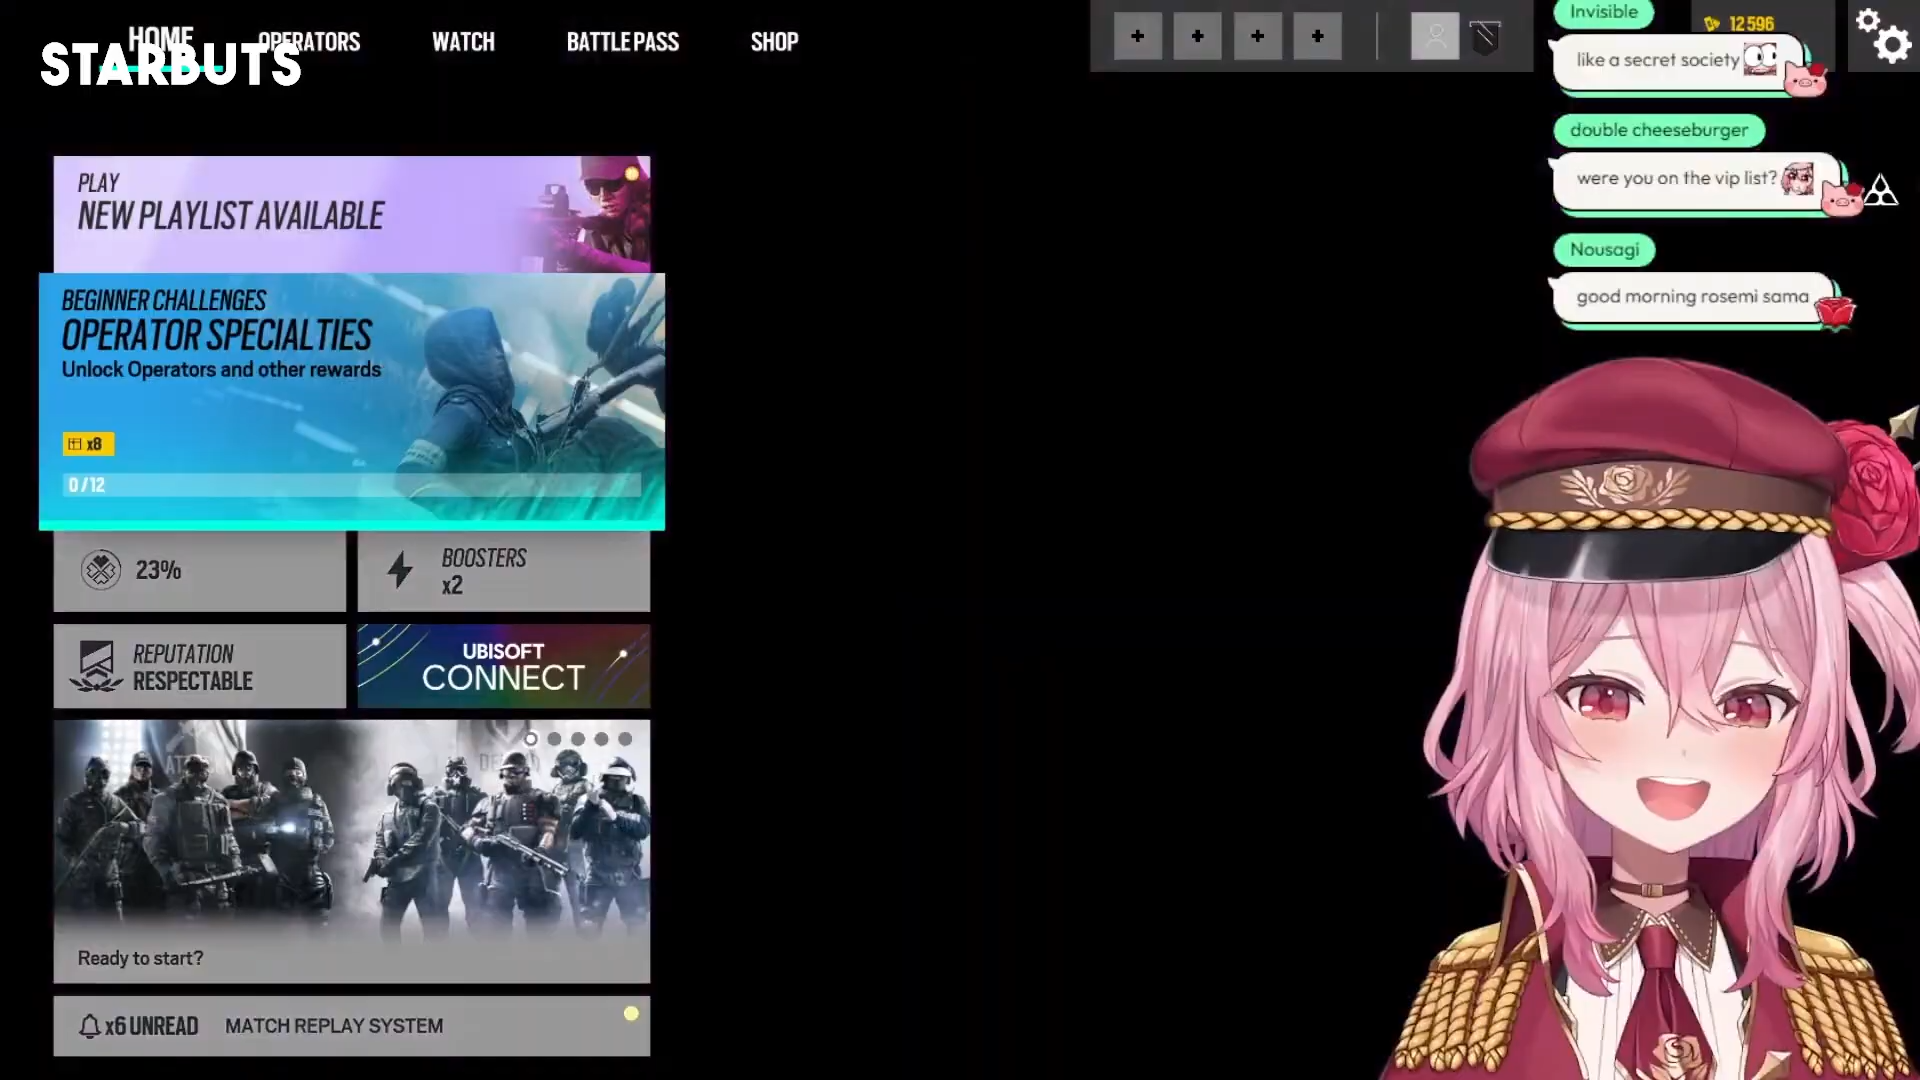 HOME
OPERATORS
WATCH
BATTLE PASS
SHOP
STARBUTS
12 596
PLAY
NEW PLAYLIST AVAILABLE
BEGINNER CHALLENGES
OPERATOR SPECIALTIES
Unlock Operators and other rewards
x8
0/12
23%
BOOSTERS
x2
REPUTATION
RESPECTABLE
UBISOFT
CONNECT
Ready to start?
x6 UNREAD
MATCH REPLAY SYSTEM
Invisible
like a secret society
double cheeseburger
were you on the vip list?
Nousagi
good morning rosemi sama